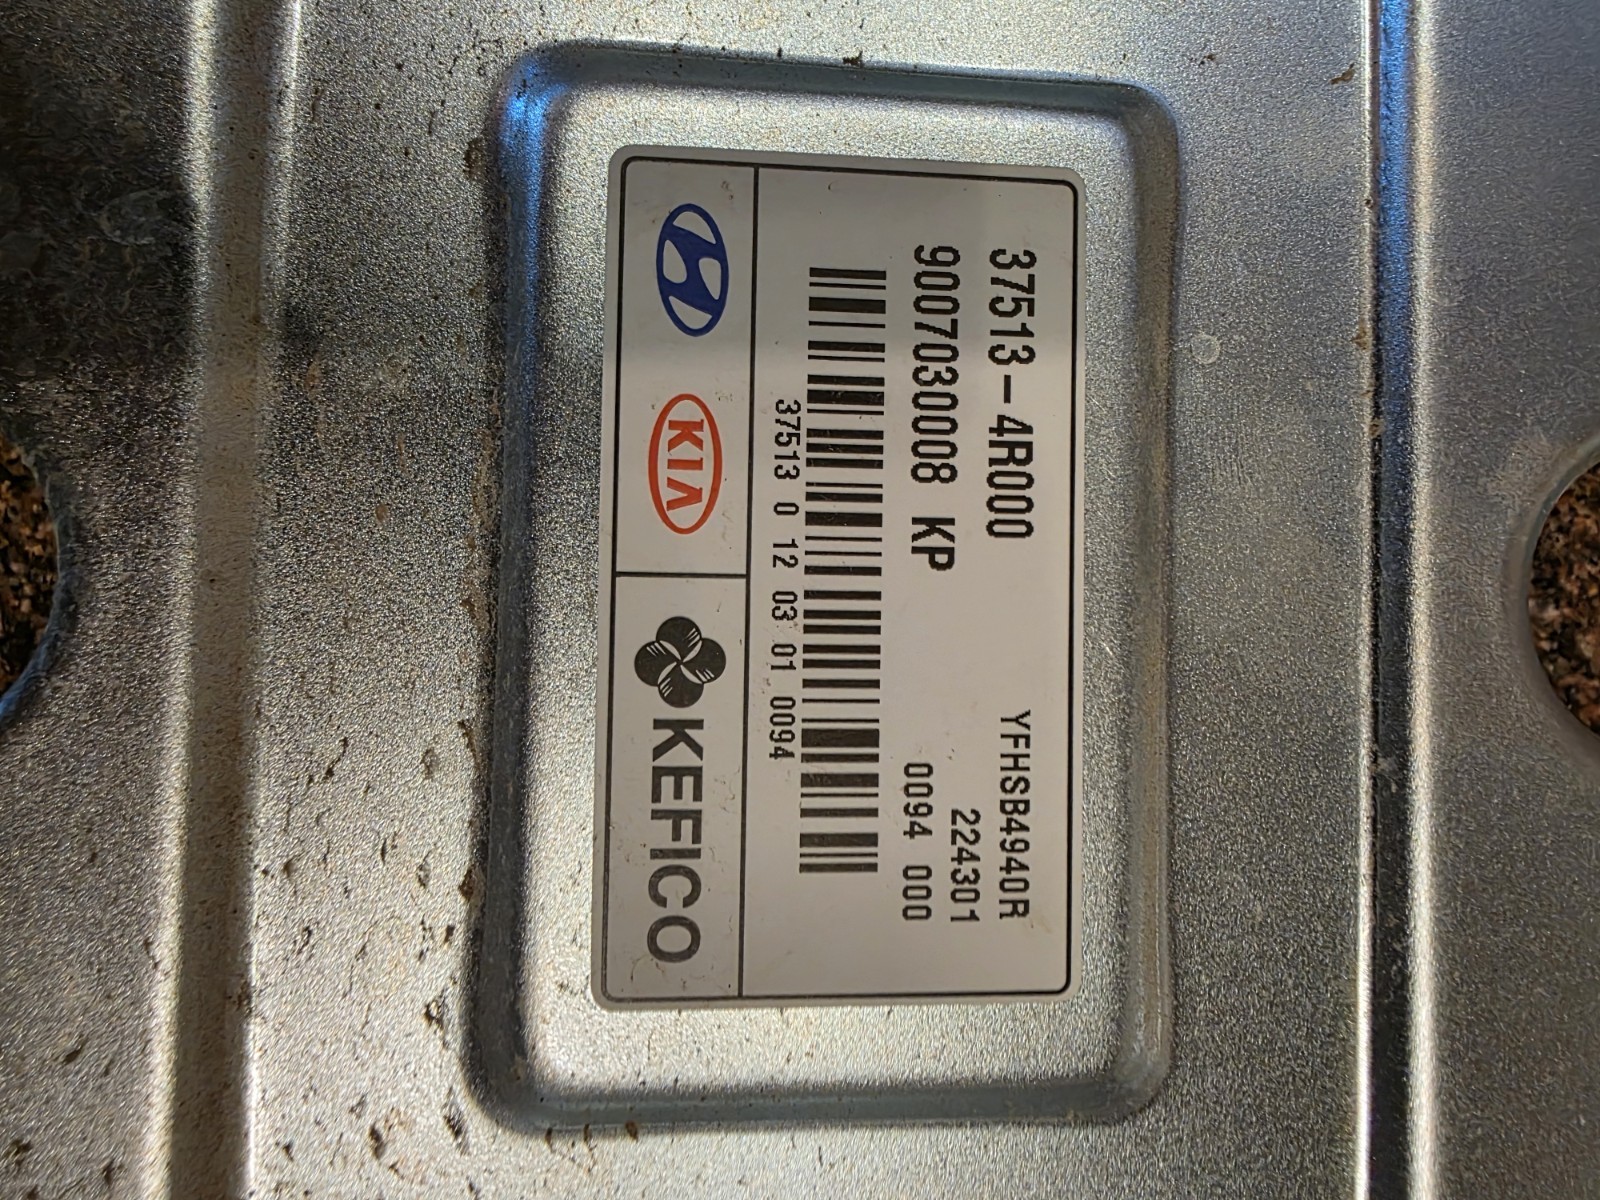 37513-4R000 YFHSB4940R
224301
9007030008 KP 0094 000
37513 0 12 03 01 0094
KIA KEFICO